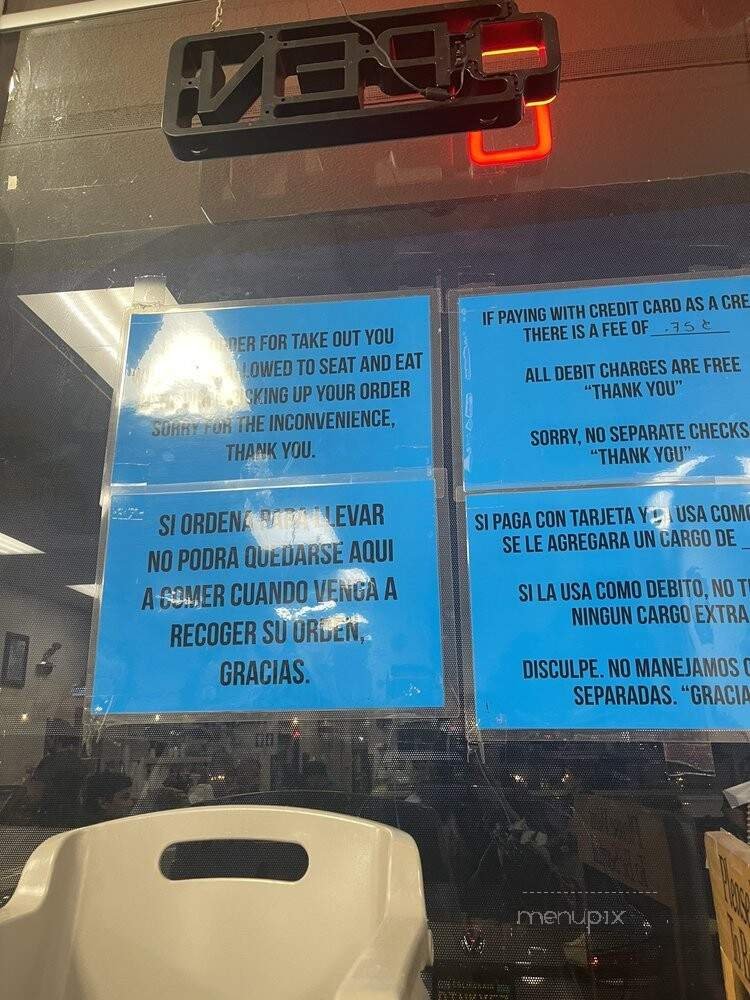 OPEN
FOR TAKE OUT YOU
TO SEAT AND EAT
UP YOUR ORDER
SORRY FOR THE INCONVENIENCE,
THANK YOU.
SI ORDENA PARA LLEVAR
NO PODRA QUEDARSE AQUI
A COMER CUANDO VENGA A
RECOGER SU ORDEN,
GRACIAS.
IF PAYING WITH CREDIT CARD AS A CRE
THERE IS A FEE OF .75¢
ALL DEBIT CHARGES ARE FREE
"THANK YOU"
SORRY, NO SEPARATE CHECKS
"THANK YOU"
SI PAGA CON TARJETA Y LA USA COMO
SE LE AGREGARA UN CARGO DE
SI LA USA COMO DEBITO, NO
NINGUN CARGO EXTRA
DISCULPE. NO MANEJAMOS
SEPARADAS. "GRACIA
Please
menupix